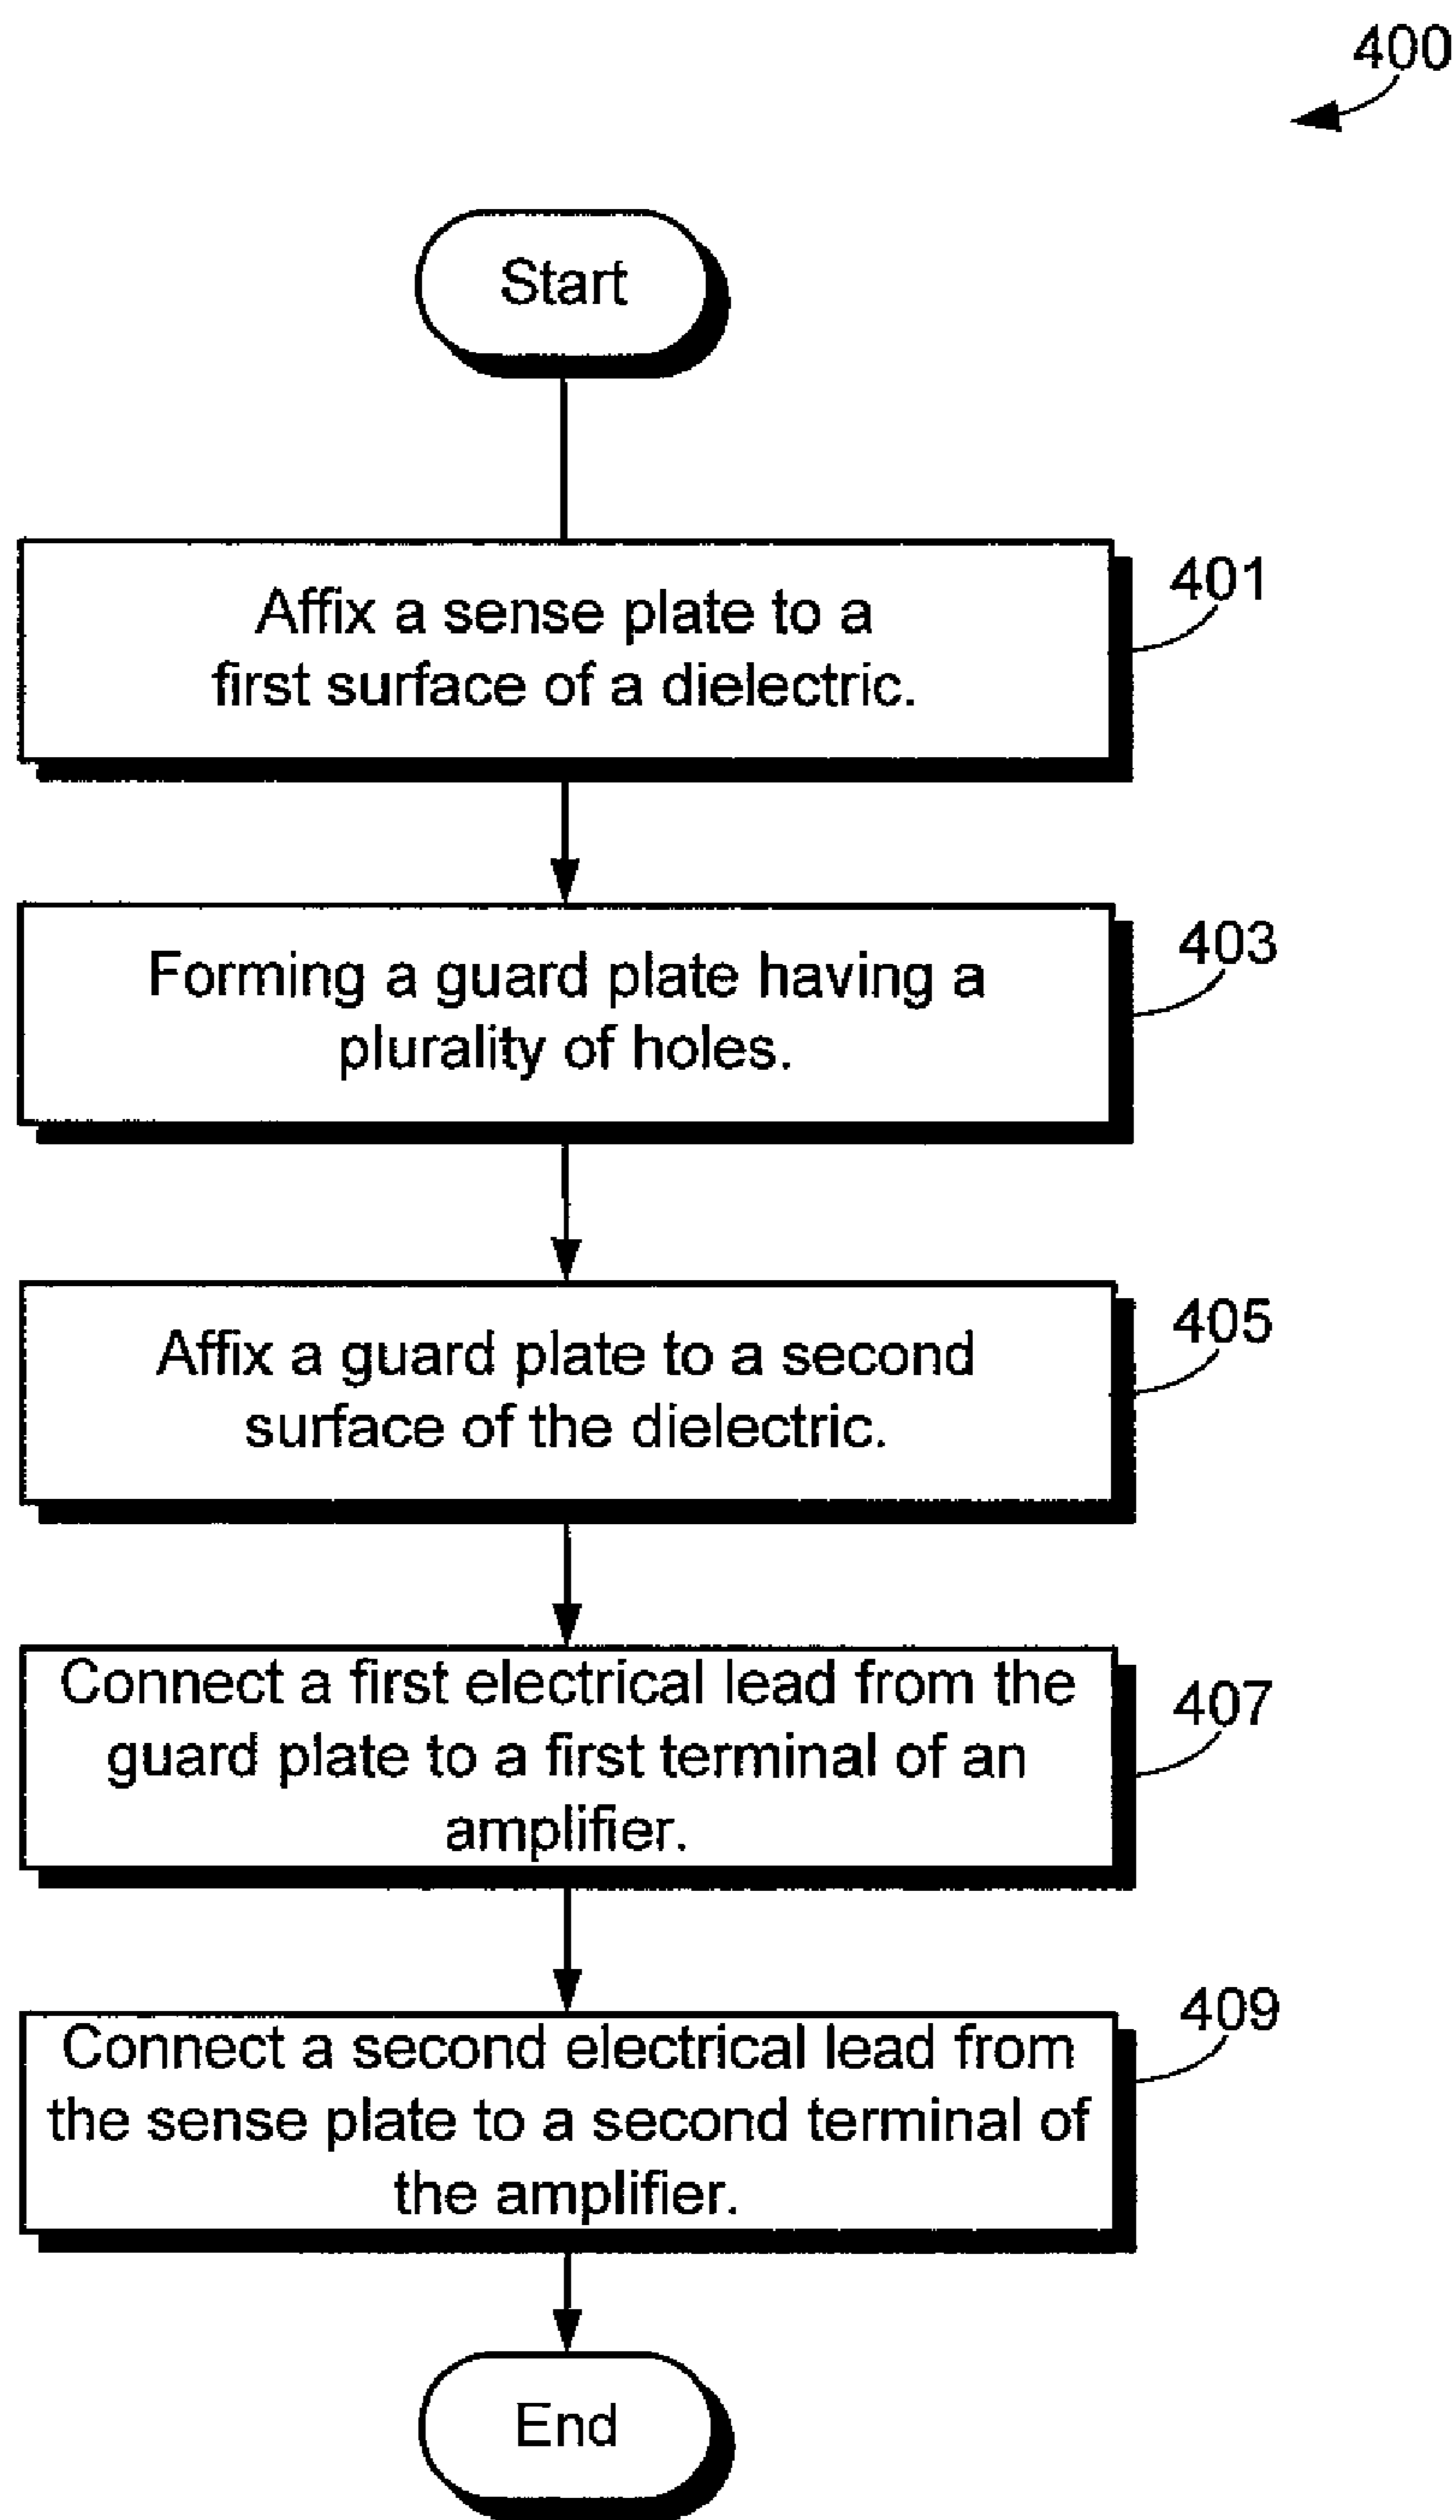 400
Start
Affix a sense plate to a
first surface of a dielectric.
401
Forming a guard plate having a
plurality of holes.
403
Affix a guard plate to a second
surface of the dielectric.
405
Connect a first electrical lead from the
guard plate to a first terminal of an
amplifier.
407
Connect a second electrical lead from
the sense plate to a second terminal of
the amplifier.
409
End